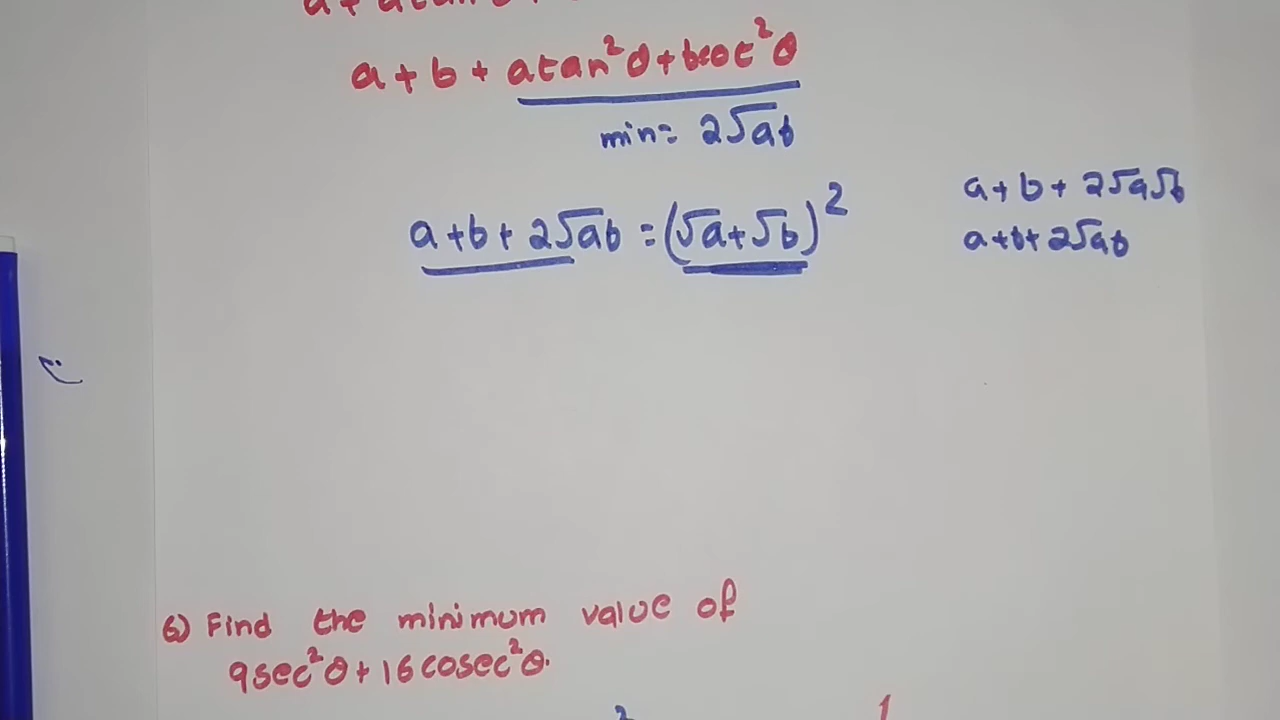 a + b + atan²θ + bcot²θ
min = 2√ab
a + b + 2√ab = (√a + √b)²
a + b + 2√a√b
a + b + 2√ab
6) Find the minimum value of
9sec²θ + 16cosec²θ.